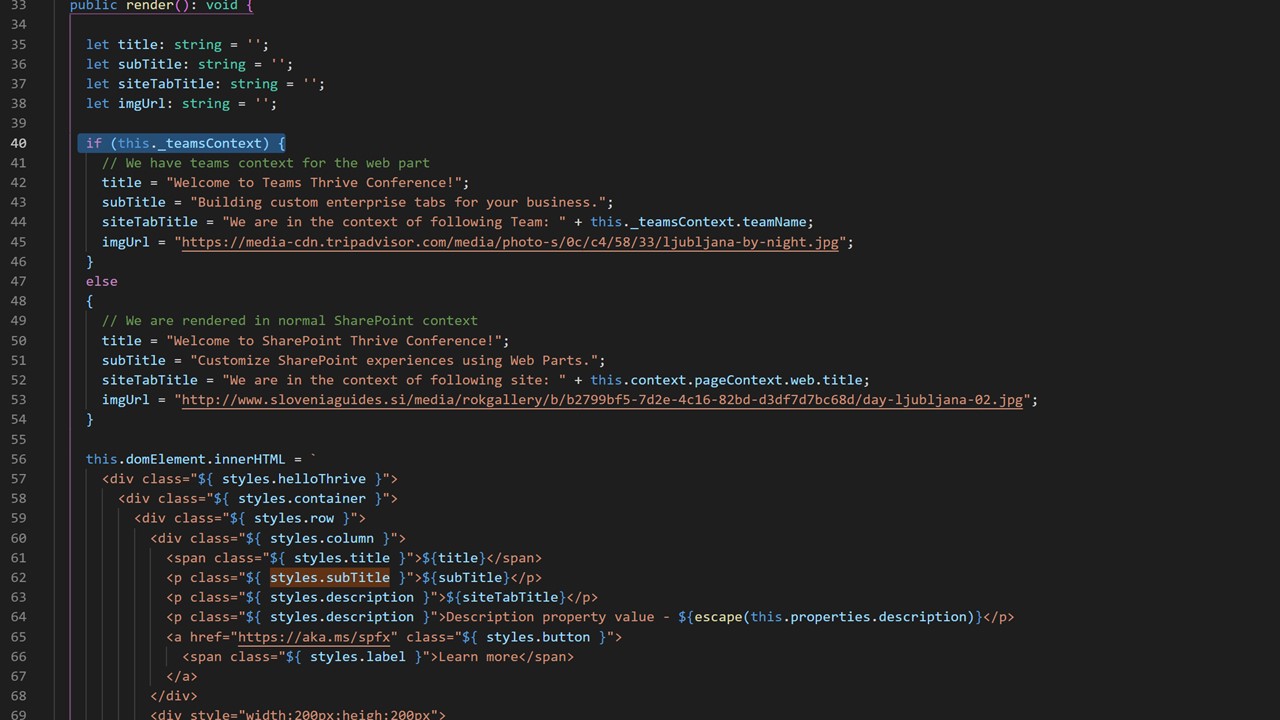 33 public render(): void {
34
35 let title: string = '';
36 let subTitle: string = '';
37 let siteTabTitle: string = '';
38 let imgUrl: string = '';
39
40 if (this._teamsContext) {
41 // We have teams context for the web part
42 title = "Welcome to Teams Thrive Conference!";
43 subTitle = "Building custom enterprise tabs for your business.";
44 siteTabTitle = "We are in the context of following Team: " + this._teamsContext.teamName;
45 imgUrl = "https://media-cdn.tripadvisor.com/media/photo-s/0c/c4/58/33/ljubljana-by-night.jpg";
46 }
47 else
48 {
49 // We are rendered in normal SharePoint context
50 title = "Welcome to SharePoint Thrive Conference!";
51 subTitle = "Customize SharePoint experiences using Web Parts.";
52 siteTabTitle = "We are in the context of following site: " + this.context.pageContext.web.title;
53 imgUrl = "http://www.sloveniaguides.si/media/rokgallery/b/b2799bf5-7d2e-4c16-82bd-d3df7d7bc68d/day-ljubljana-02.jpg";
54 }
55
56 this.domElement.innerHTML = `
57 <div class="${ styles.helloThrive }">
58 <div class="${ styles.container }">
59 <div class="${ styles.row }">
60 <div class="${ styles.column }">
61 <span class="${ styles.title }">${title}</span>
62 <p class="${ styles.subTitle }">${subTitle}</p>
63 <p class="${ styles.description }">${siteTabTitle}</p>
64 <p class="${ styles.description }">Description property value - ${escape(this.properties.description)}</p>
65 <a href="https://aka.ms/spfx" class="${ styles.button }">
66 <span class="${ styles.label }">Learn more</span>
67 </a>
68 </div>
69 <div style="width:200px;heigh:200px">